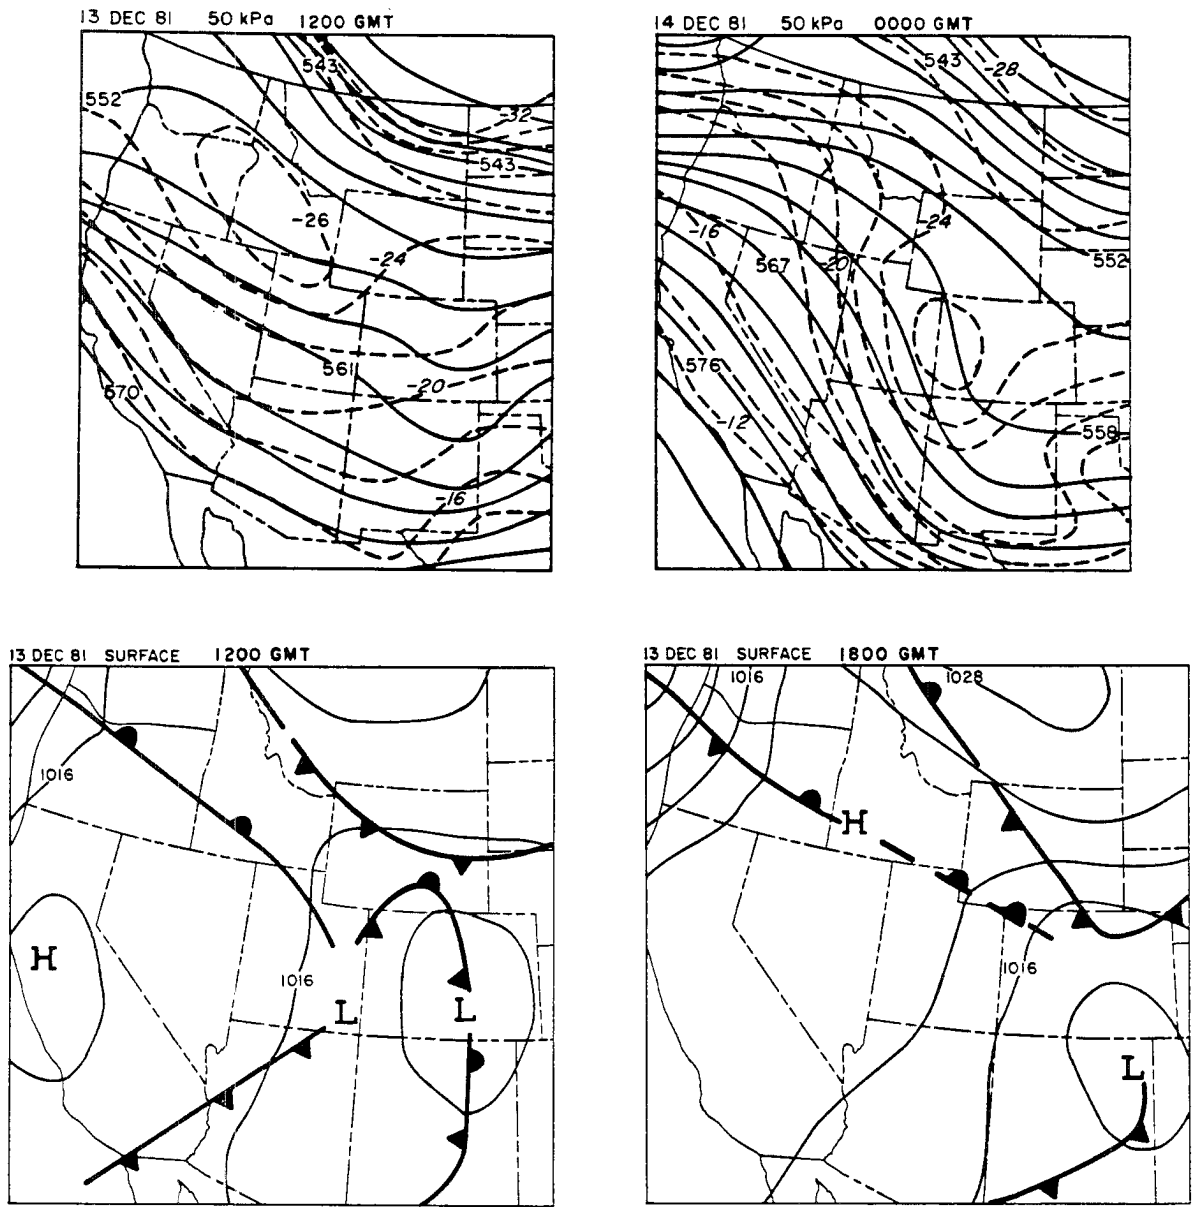 13 DEC 81 50 kPa 1200 GMT
543
552
-32
543
-26
-24
561
-20
570
-16
14 DEC 81 50 kPa 0000 GMT
543
-28
-24
-16
567
-20
552
576
-12
558
13 DEC 81 SURFACE 1200 GMT
1016
H
1016
L
L
13 DEC 81 SURFACE 1800 GMT
1016
1028
H
1016
L